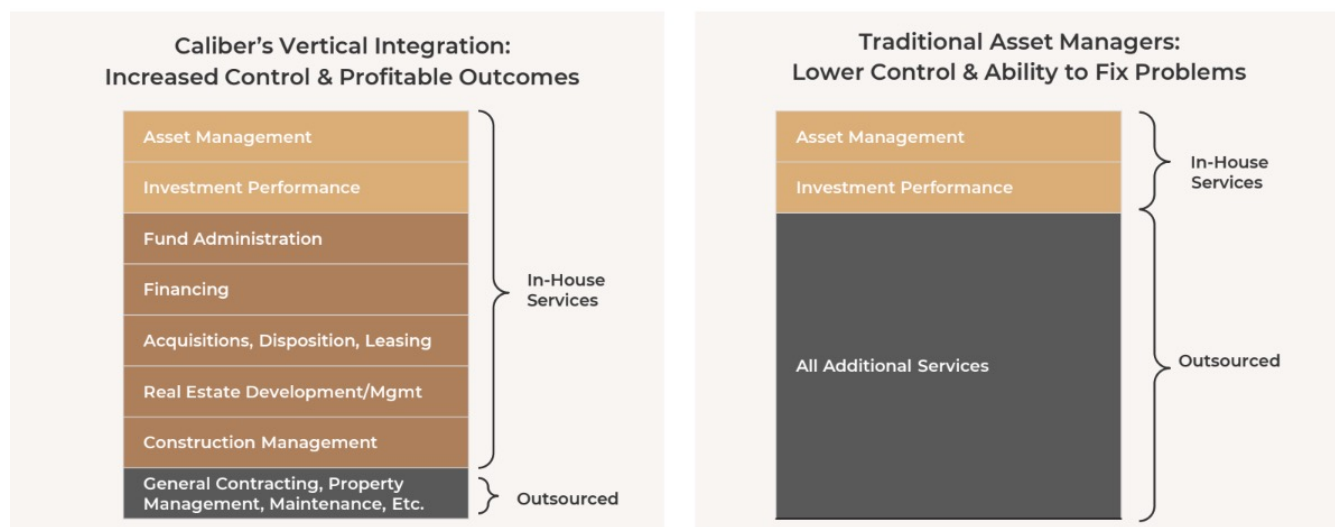 Caliber's Vertical Integration:
Increased Control & Profitable Outcomes
Asset Management
Investment Performance
Fund Administration
Financing
Acquisitions, Disposition, Leasing
Real Estate Development/Mgmt
Construction Management
General Contracting, Property
Management, Maintenance, Etc.
In-House
Services
Outsourced
Traditional Asset Managers:
Lower Control & Ability to Fix Problems
Asset Management
Investment Performance
All Additional Services
In-House
Services
Outsourced